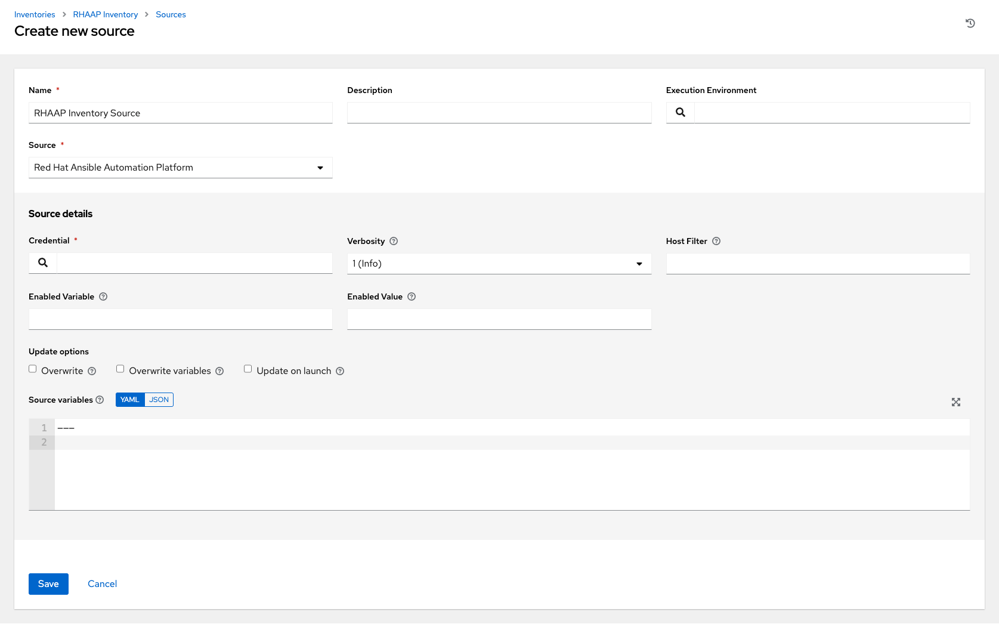 Inventories > RHAAP Inventory > Sources
Create new source
Name *
Description
Execution Environment
RHAAP Inventory Source
Source *
Red Hat Ansible Automation Platform
Source details
Credential *
Verbosity
Host Filter
1 (Info)
Enabled Variable
Enabled Value
Update options
Overwrite
Overwrite variables
Update on launch
Source variables YAML JSON
1 ---
2
Save Cancel